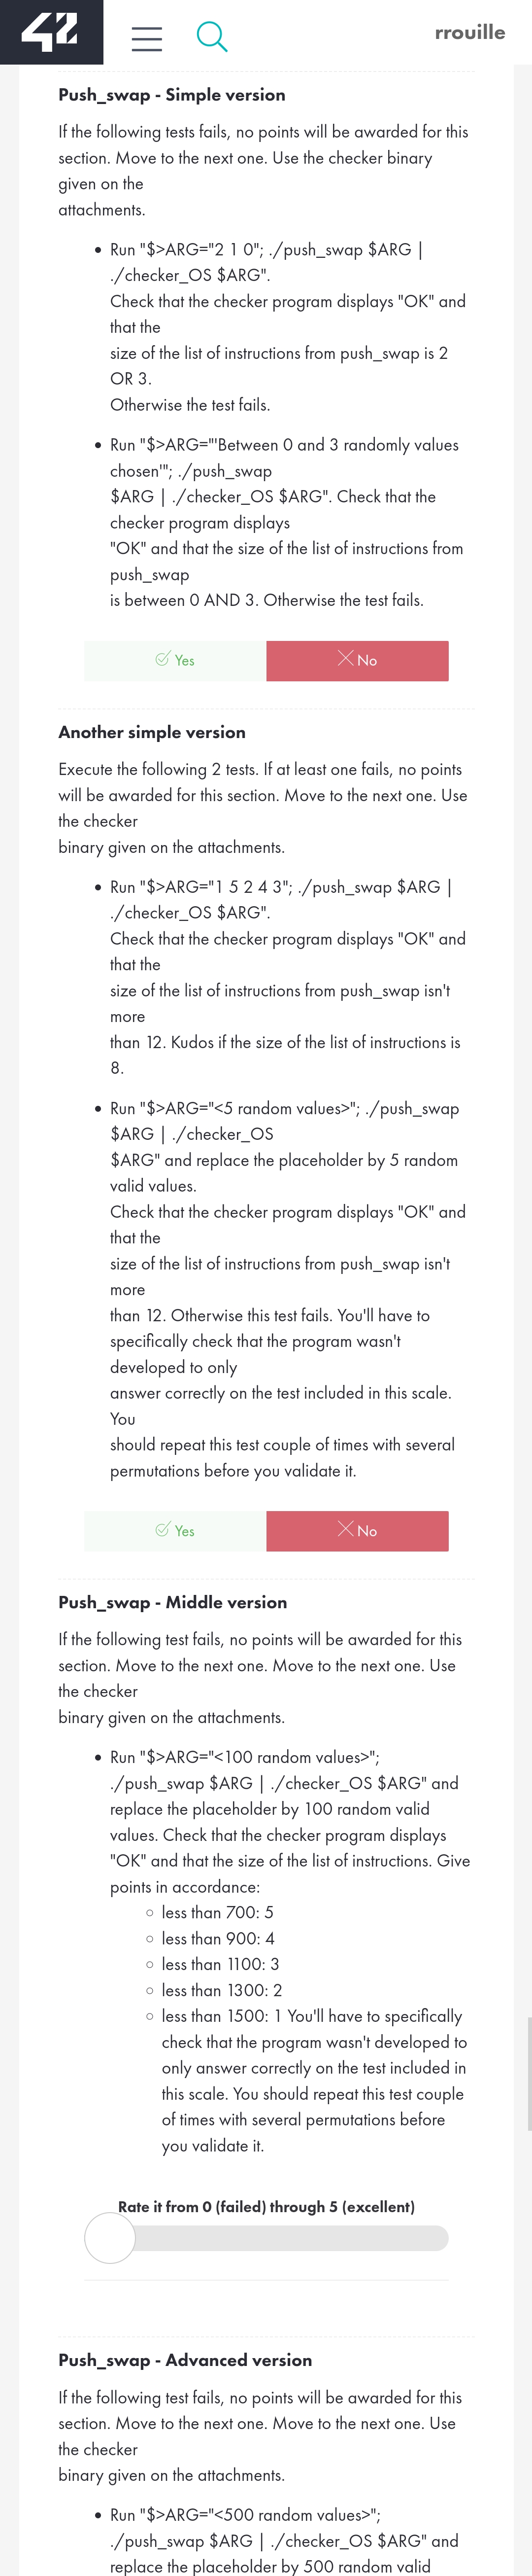 42
rrouille
Push_swap - Simple version
If the following tests fails, no points will be awarded for this
section. Move to the next one. Use the checker binary
given on the
attachments.
Run "$>ARG="2 1 0"; ./push_swap $ARG |
./checker_OS $ARG".
Check that the checker program displays "OK" and
that the
size of the list of instructions from push_swap is 2
OR 3.
Otherwise the test fails.
Run "$>ARG="'Between 0 and 3 randomly values
chosen'"; ./push_swap
$ARG | ./checker_OS $ARG". Check that the
checker program displays
"OK" and that the size of the list of instructions from
push_swap
is between 0 AND 3. Otherwise the test fails.
Yes No
Another simple version
Execute the following 2 tests. If at least one fails, no points
will be awarded for this section. Move to the next one. Use
the checker
binary given on the attachments.
Run "$>ARG="1 5 2 4 3"; ./push_swap $ARG |
./checker_OS $ARG".
Check that the checker program displays "OK" and
that the
size of the list of instructions from push_swap isn't
more
than 12. Kudos if the size of the list of instructions is
8.
Run "$>ARG="<5 random values>"; ./push_swap
$ARG | ./checker_OS
$ARG" and replace the placeholder by 5 random
valid values.
Check that the checker program displays "OK" and
that the
size of the list of instructions from push_swap isn't
more
than 12. Otherwise this test fails. You'll have to
specifically check that the program wasn't
developed to only
answer correctly on the test included in this scale.
You
should repeat this test couple of times with several
permutations before you validate it.
Yes No
Push_swap - Middle version
If the following test fails, no points will be awarded for this
section. Move to the next one. Move to the next one. Use
the checker
binary given on the attachments.
Run "$>ARG="<100 random values>";
./push_swap $ARG | ./checker_OS $ARG" and
replace the placeholder by 100 random valid
values. Check that the checker program displays
"OK" and that the size of the list of instructions. Give
points in accordance:
less than 700: 5
less than 900: 4
less than 1100: 3
less than 1300: 2
less than 1500: 1 You'll have to specifically
check that the program wasn't developed to
only answer correctly on the test included in
this scale. You should repeat this test couple
of times with several permutations before
you validate it.
Rate it from 0 (failed) through 5 (excellent)
Push_swap - Advanced version
If the following test fails, no points will be awarded for this
section. Move to the next one. Move to the next one. Use
the checker
binary given on the attachments.
Run "$>ARG="<500 random values>";
./push_swap $ARG | ./checker_OS $ARG" and
replace the placeholder by 500 random valid